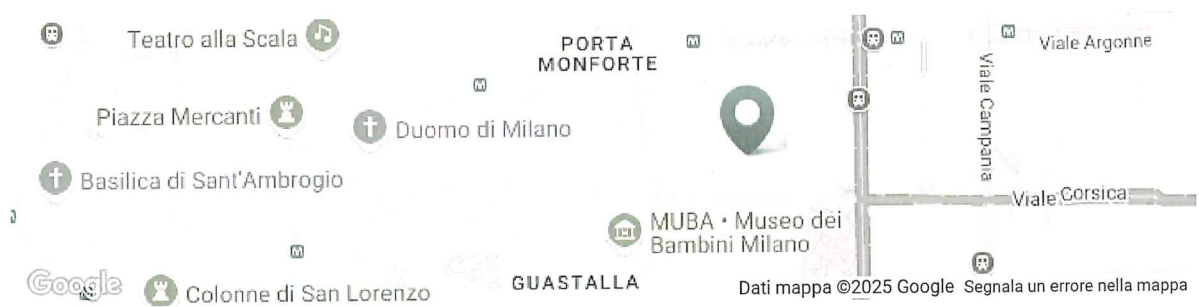 Teatro alla Scala
PORTA
MONFORTE
Viale Argonne
Viale Campania
Piazza Mercanti
Duomo di Milano
Basilica di Sant'Ambrogio
Viale Corsica
MUBA • Museo dei
Bambini Milano
Google
Colonne di San Lorenzo
GUASTALLA
Dati mappa ©2025 Google
Segnala un errore nella mappa